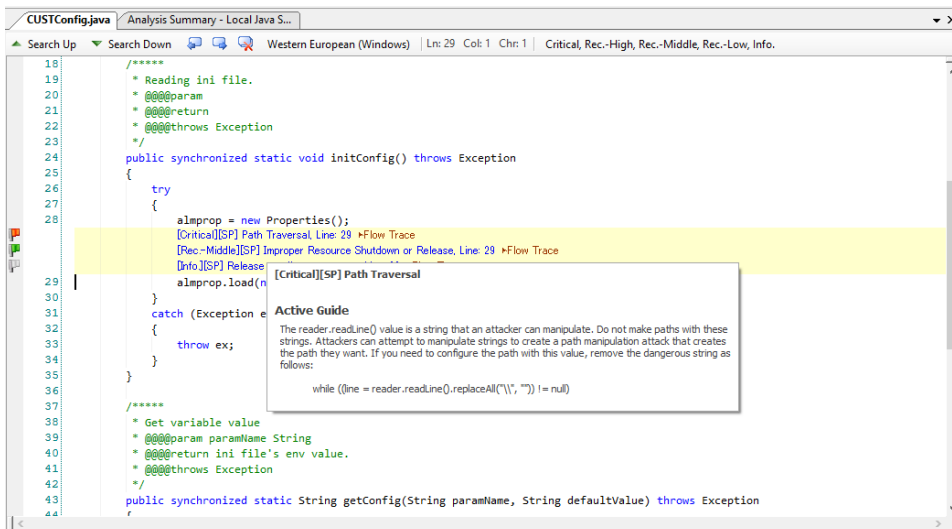 CUSTConfig.java Analysis Summary - Local Java S...
Search Up Search Down Western European (Windows) Ln: 29 Col: 1 Chr: 1 Critical, Rec.-High, Rec.-Middle, Rec.-Low, Info.
18 /*****
19 * Reading ini file.
20 * @@@@param
21 * @@@@return
22 * @@@@throws Exception
23 */
24 public synchronized static void initConfig() throws Exception
25 {
26 try
27 {
28 almprop = new Properties();
[Critical][SP] Path Traversal, Line: 29 ▶Flow Trace
[Rec.-Middle][SP] Improper Resource Shutdown or Release, Line: 29 ▶Flow Trace
[Info.][SP] Release
29 almprop.load(n
30 }
31 catch (Exception e
32 {
33 throw ex;
34 }
35 }
36
[Critical][SP] Path Traversal
Active Guide
The reader.readLine() value is a string that an attacker can manipulate. Do not make paths with these
strings. Attackers can attempt to manipulate strings to create a path manipulation attack that creates
the path they want. If you need to configure the path with this value, remove the dangerous string as
follows:
while ((line = reader.readLine().replaceAll("\\", "")) != null)
37 /*****
38 * Get variable value
39 * @@@@param paramName String
40 * @@@@return ini file's env value.
41 * @@@@throws Exception
42 */
43 public synchronized static String getConfig(String paramName, String defaultValue) throws Exception
44 {